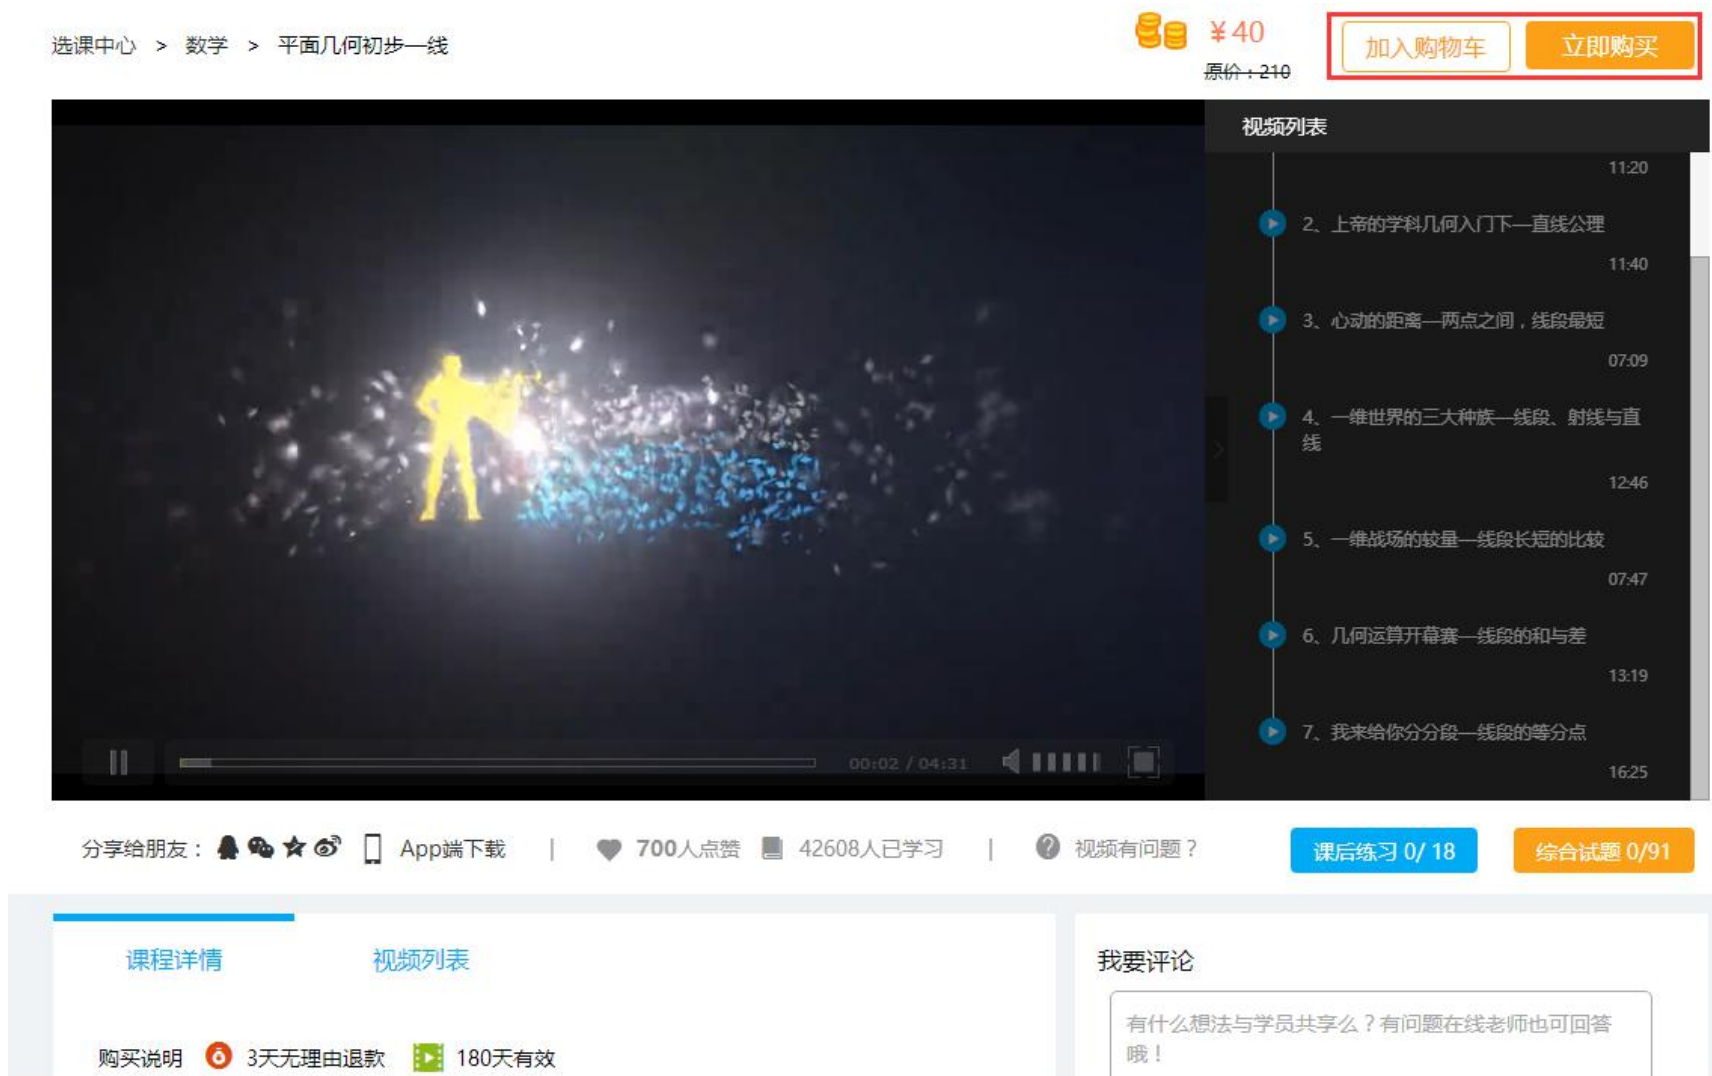 选课中心 > 数学 > 平面几何初步—线
￥40
原价：210
加入购物车
立即购买
视频列表
11:20
2、上帝的学科几何入门下—直线公理
11:40
3、心动的距离—两点之间，线段最短
07:09
4、一维世界的三大种族—线段、射线与直
线
12:46
5、一维战场的较量—线段长短的比较
07:47
6、几何运算开幕赛—线段的和与差
13:19
7、我来给你分分段—线段的等分点
16:25
00:02 / 04:31
分享给朋友： App端下载 | 700人点赞 42608人已学习 | 视频有问题？
课后练习 0/ 18
综合试题 0/91
课程详情
视频列表
我要评论
有什么想法与学员共享么？有问题在线老师也可回答
哦！
购买说明 3天无理由退款 180天有效